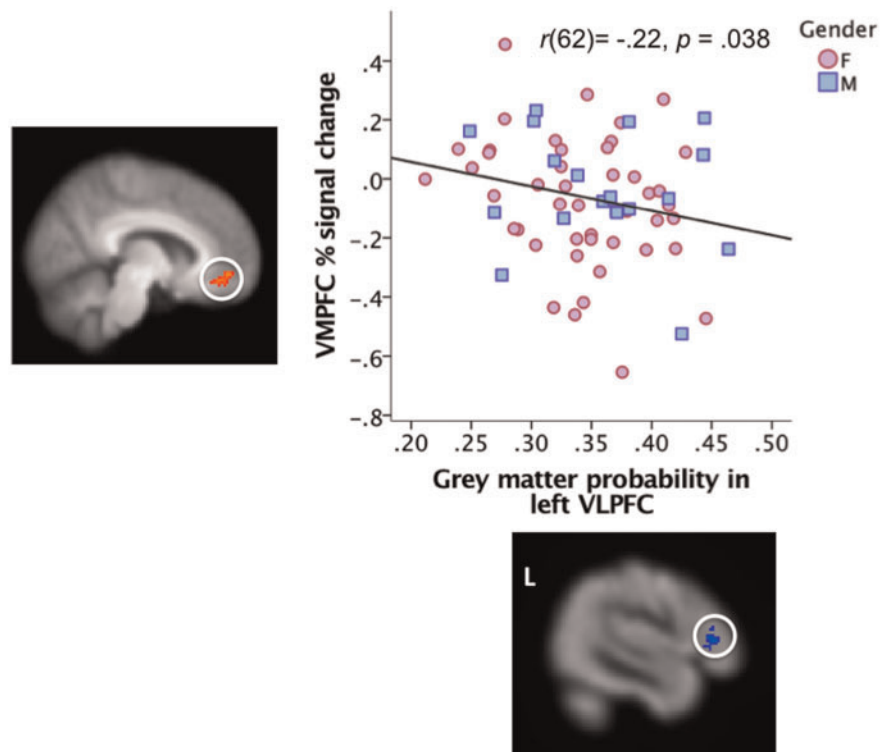 r(62)= -.22, p = .038
Gender
F
M
VMPFC % signal change
.4
.2
.0
-.2
-.4
-.6
-.8
.20 .25 .30 .35 .40 .45 .50
Grey matter probability in
left VLPFC
L